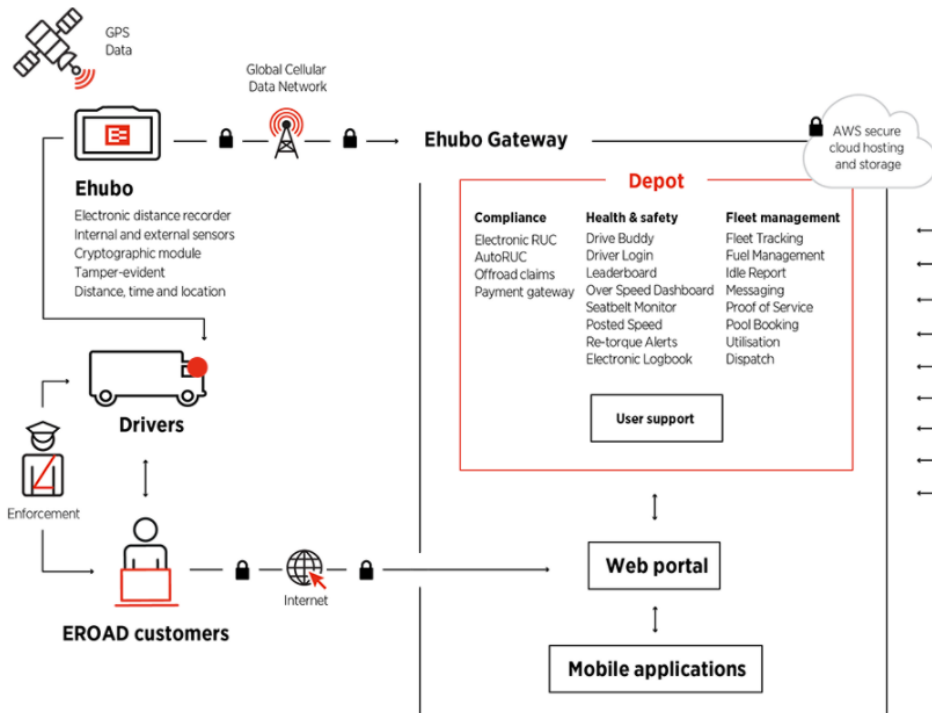 GPS
Data
Global Cellular
Data Network
Ehubo Gateway
AWS secure
cloud hosting
and storage
Ehubo
Electronic distance recorder
Internal and external sensors
Cryptographic module
Tamper-evident
Distance, time and location
Depot
Compliance
Electronic RUC
AutoRUC
Offroad claims
Payment gateway
Health & safety
Drive Buddy
Driver Login
Leaderboard
Over Speed Dashboard
Seatbelt Monitor
Posted Speed
Re-torque Alerts
Electronic Logbook
Fleet management
Fleet Tracking
Fuel Management
Idle Report
Messaging
Proof of Service
Pool Booking
Utilisation
Dispatch
User support
Drivers
Enforcement
EROAD customers
Internet
Web portal
Mobile applications